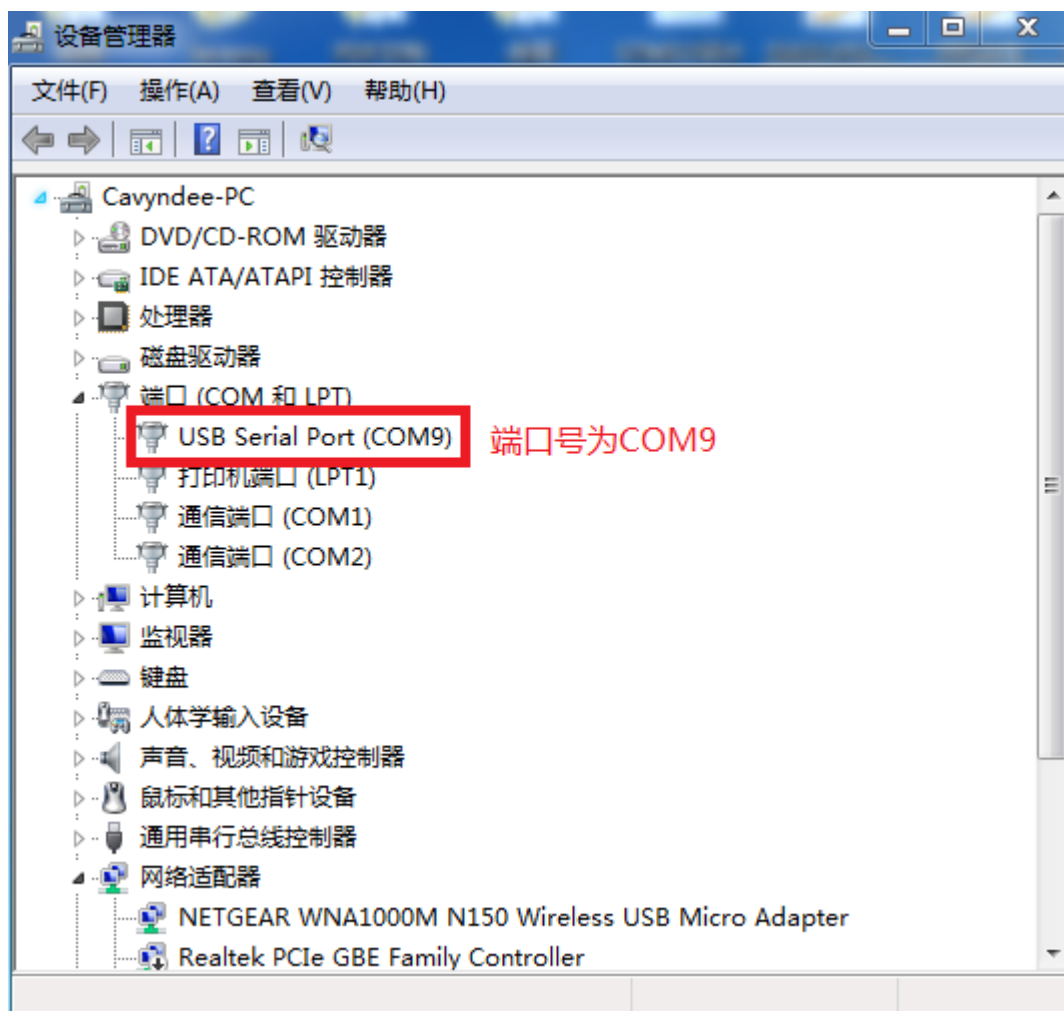 设备管理器
文件(F) 操作(A) 查看(V) 帮助(H)
Cavyndee-PC
DVD/CD-ROM 驱动器
IDE ATA/ATAPI 控制器
处理器
磁盘驱动器
端口 (COM 和 LPT)
USB Serial Port (COM9) 端口号为COM9
打印机端口 (LPT1)
通信端口 (COM1)
通信端口 (COM2)
计算机
监视器
键盘
人体学输入设备
声音、视频和游戏控制器
鼠标和其他指针设备
通用串行总线控制器
网络适配器
NETGEAR WNA1000M N150 Wireless USB Micro Adapter
Realtek PCIe GBE Family Controller